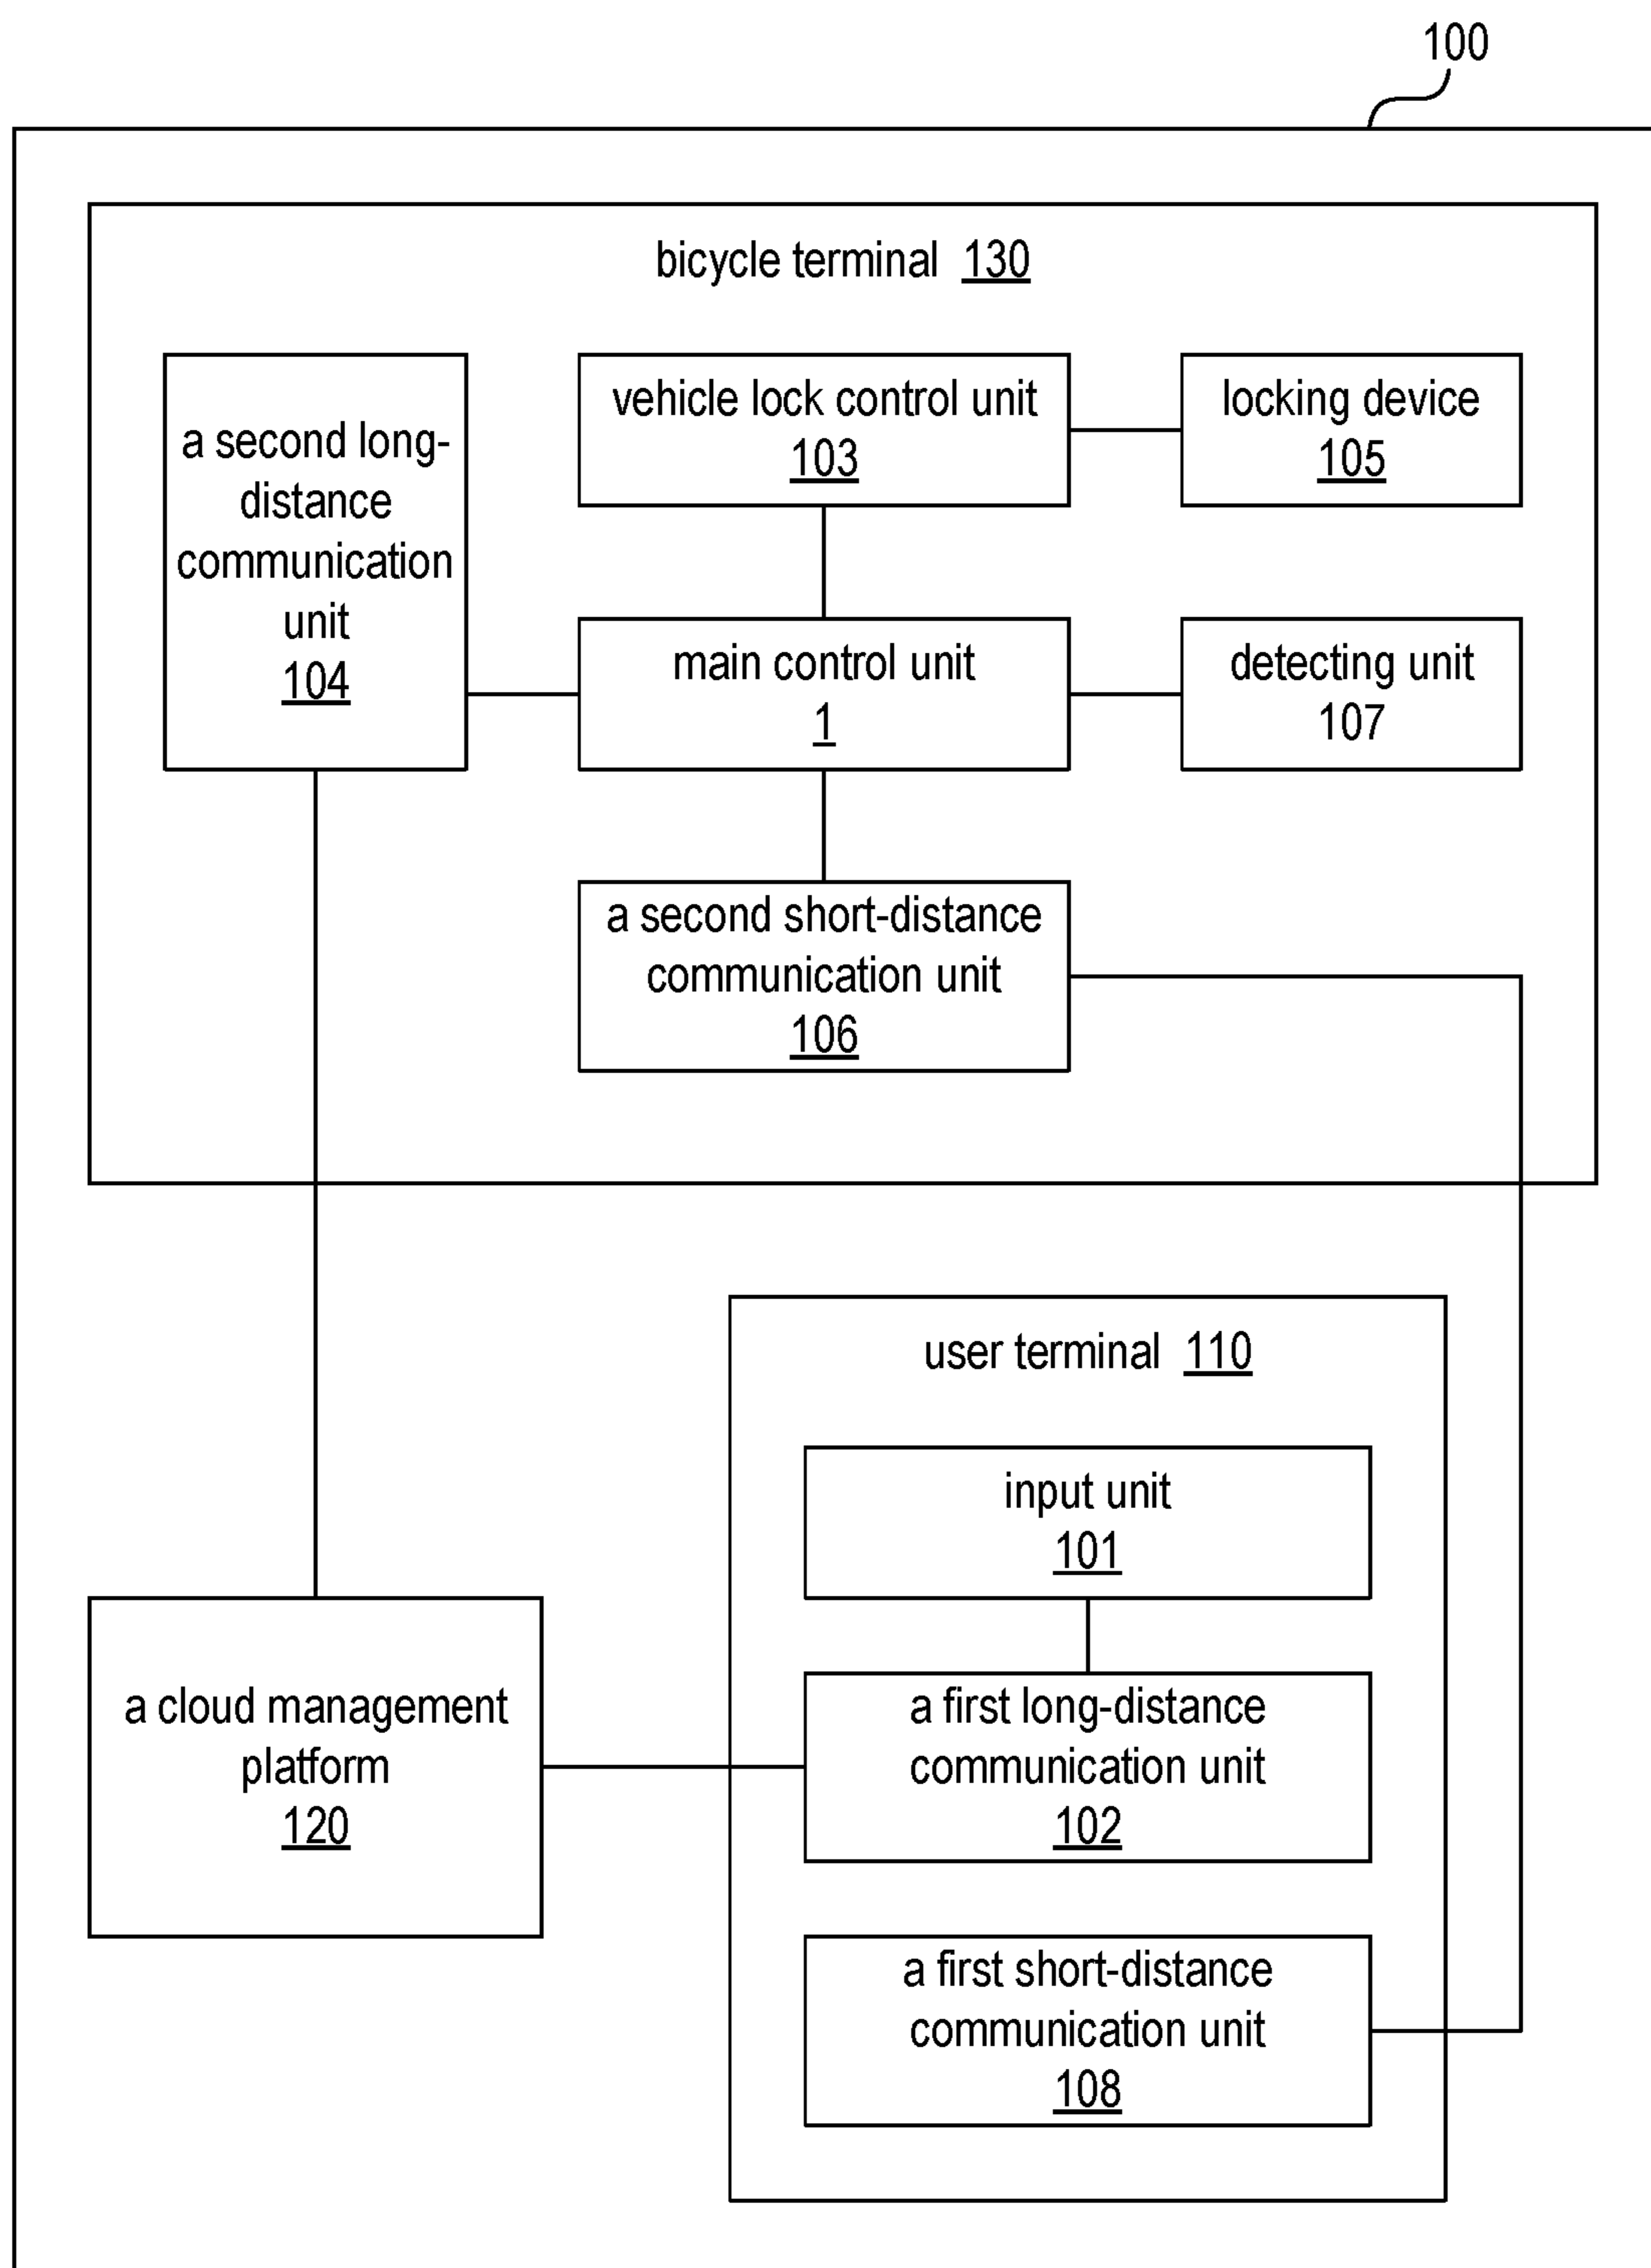 100
bicycle terminal 130
a second long-
distance
communication
unit
104
vehicle lock control unit
103
locking device
105
main control unit
1
detecting unit
107
a second short-distance
communication unit
106
user terminal 110
input unit
101
a cloud management
platform
120
a first long-distance
communication unit
102
a first short-distance
communication unit
108